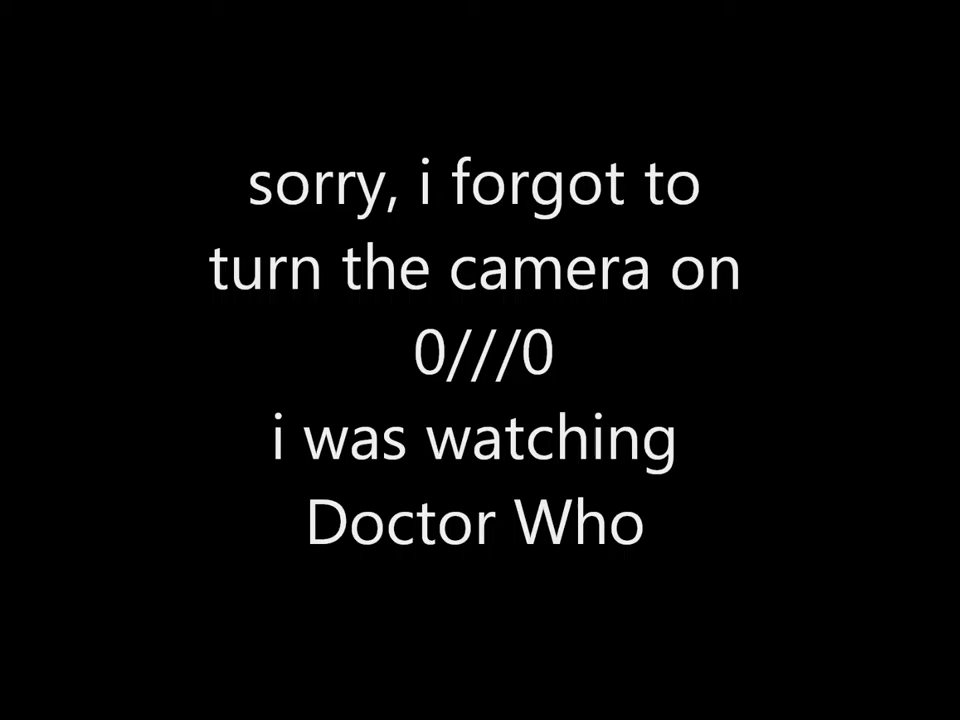 sorry, i forgot to
turn the camera on
0///0
i was watching
Doctor Who